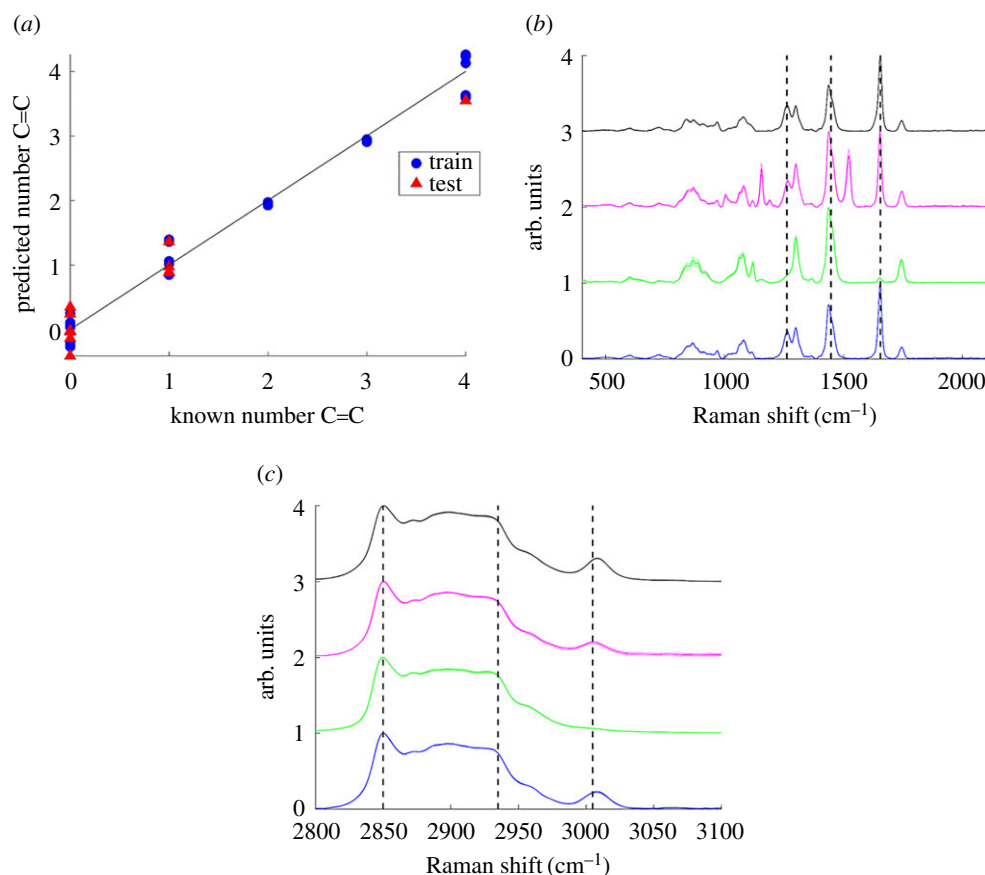 (a)
predicted number C=C
4
3
2
1
0
0 1 2 3 4
known number C=C
train
test
(b)
arb. units
4
3
2
1
0
500 1000 1500 2000
Raman shift (cm⁻¹)
(c)
arb. units
4
3
2
1
0
2800 2850 2900 2950 3000 3050 3100
Raman shift (cm⁻¹)